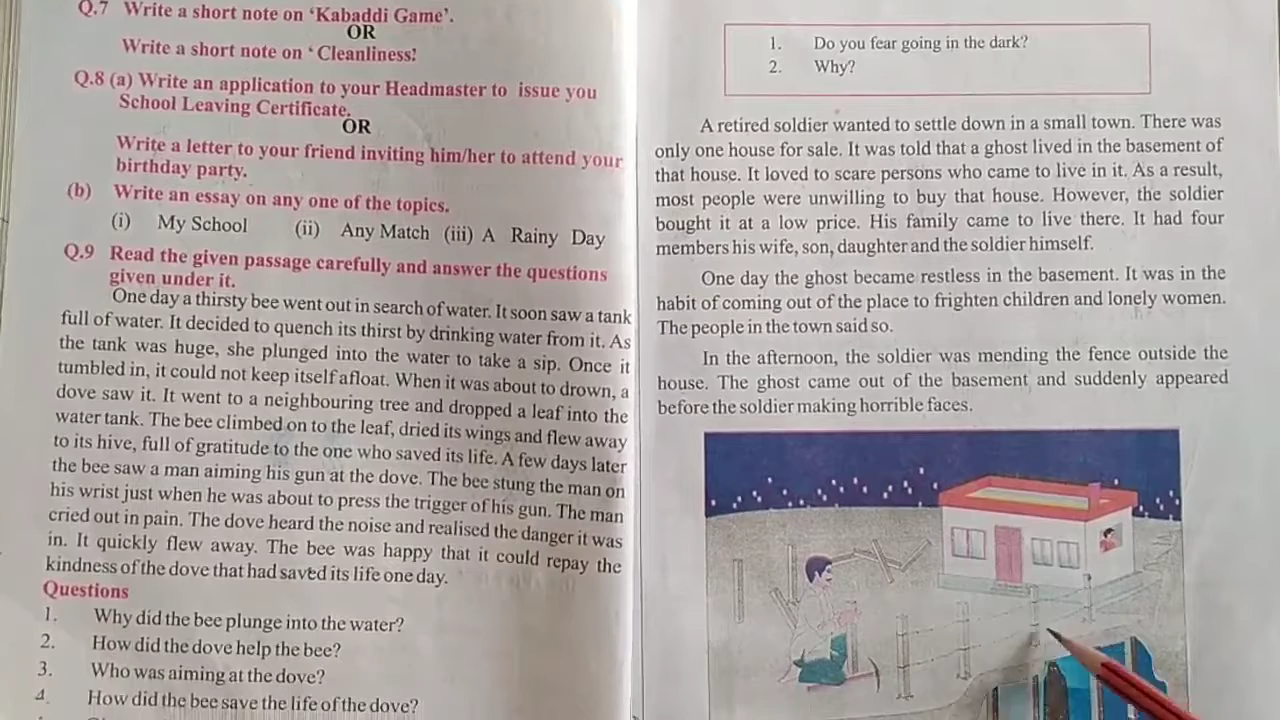 Q.7 Write a short note on ‘Kabaddi Game’.
OR
Write a short note on ‘ Cleanliness!
Q.8 (a) Write an application to your Headmaster to issue you
School Leaving Certificate.
OR
Write a letter to your friend inviting him/her to attend your
birthday party.
(b) Write an essay on any one of the topics.
(i) My School (ii) Any Match (iii) A Rainy Day
Q.9 Read the given passage carefully and answer the questions
given under it.
One day a thirsty bee went out in search of water. It soon saw a tank
full of water. It decided to quench its thirst by drinking water from it. As
the tank was huge, she plunged into the water to take a sip. Once it
tumbled in, it could not keep itself afloat. When it was about to drown, a
dove saw it. It went to a neighbouring tree and dropped a leaf into the
water tank. The bee climbed on to the leaf, dried its wings and flew away
to its hive, full of gratitude to the one who saved its life. A few days later
the bee saw a man aiming his gun at the dove. The bee stung the man on
his wrist just when he was about to press the trigger of his gun. The man
cried out in pain. The dove heard the noise and realised the danger it was
in. It quickly flew away. The bee was happy that it could repay the
kindness of the dove that had saved its life one day.
Questions
1. Why did the bee plunge into the water?
2. How did the dove help the bee?
3. Who was aiming at the dove?
4. How did the bee save the life of the dove?
1. Do you fear going in the dark?
2. Why?
A retired soldier wanted to settle down in a small town. There was
only one house for sale. It was told that a ghost lived in the basement of
that house. It loved to scare persons who came to live in it. As a result,
most people were unwilling to buy that house. However, the soldier
bought it at a low price. His family came to live there. It had four
members his wife, son, daughter and the soldier himself.
One day the ghost became restless in the basement. It was in the
habit of coming out of the place to frighten children and lonely women.
The people in the town said so.
In the afternoon, the soldier was mending the fence outside the
house. The ghost came out of the basement and suddenly appeared
before the soldier making horrible faces.